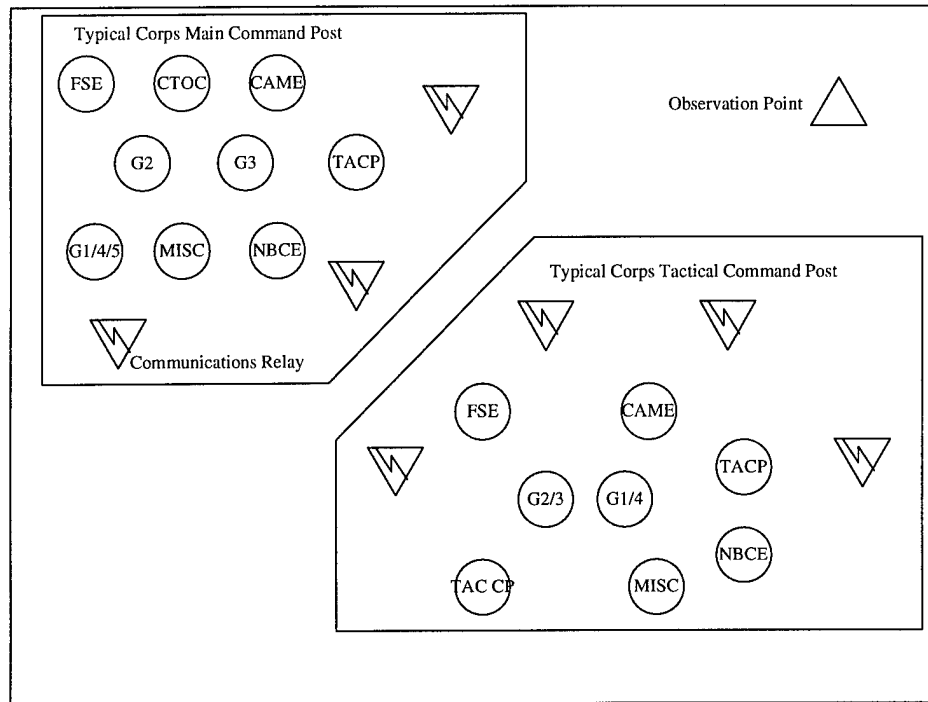 Typical Corps Main Command Post
FSE
CTOC
CAME
Observation Point
G2
G3
TACP
G1/4/5
MISC
NBCE
Communications Relay
Typical Corps Tactical Command Post
FSE
CAME
TACP
G2/3
G1/4
NBCE
TAC CP
MISC